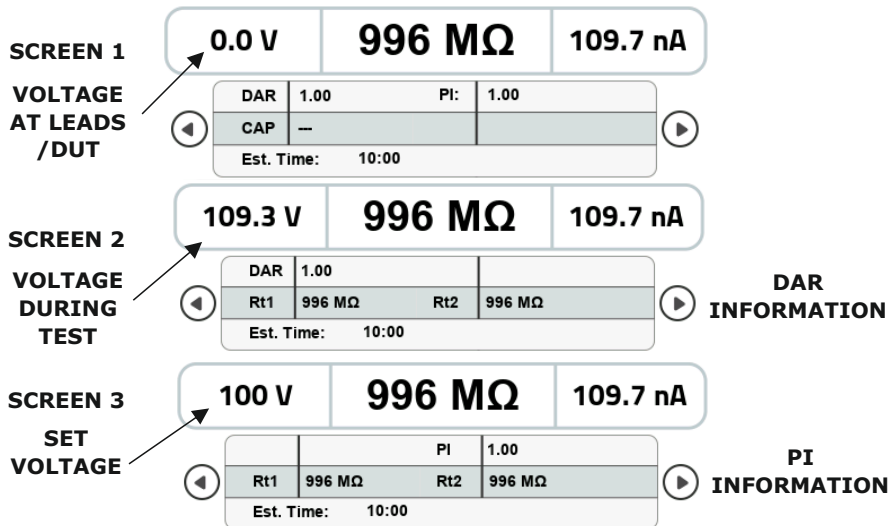 SCREEN 1
0.0 V 996 MΩ 109.7 nA
VOLTAGE
AT LEADS
/DUT
DAR 1.00 PI: 1.00
CAP ---
Est. Time: 10:00
SCREEN 2
109.3 V 996 MΩ 109.7 nA
VOLTAGE
DURING
TEST
DAR 1.00
Rt1 996 MΩ Rt2 996 MΩ
Est. Time: 10:00
DAR
INFORMATION
SCREEN 3
100 V 996 MΩ 109.7 nA
SET
VOLTAGE
PI 1.00
Rt1 996 MΩ Rt2 996 MΩ
Est. Time: 10:00
PI
INFORMATION